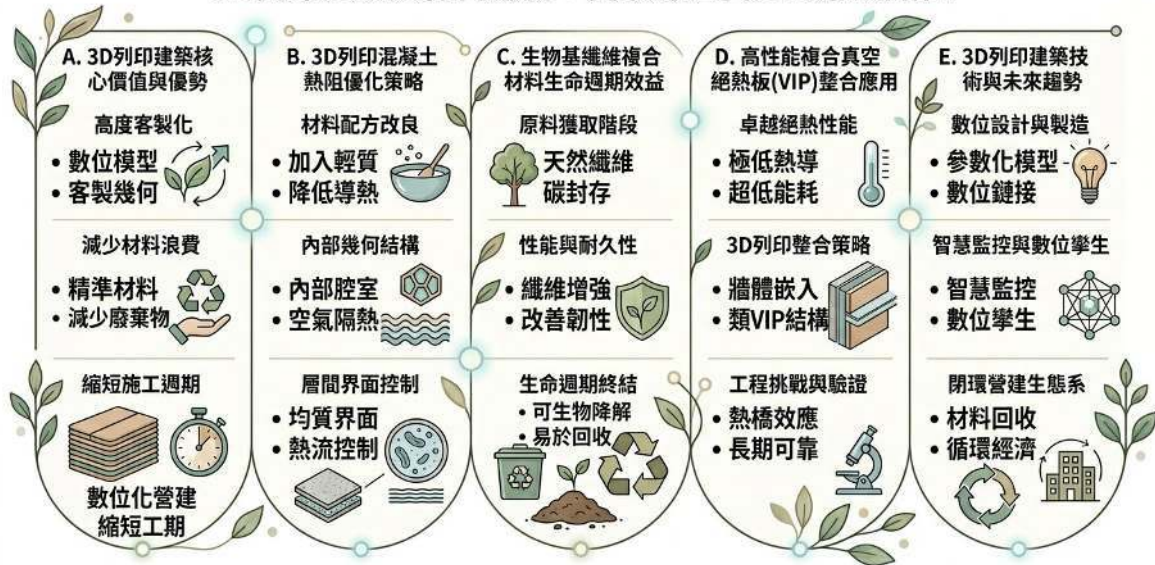 A. 3D列印建築核
心價值與優勢
高度客製化
• 數位模型
• 客製幾何
減少材料浪費
• 精準材料
• 減少廢棄物
縮短施工週期
數位化營建
縮短工期
B. 3D列印混凝土
熱阻優化策略
材料配方改良
• 加入輕質
• 降低導熱
內部幾何結構
• 內部腔室
• 空氣隔熱
層間界面控制
• 均質界面
• 熱流控制
C. 生物基纖維複合
材料生命週期效益
原料獲取階段
天然纖維
碳封存
性能與耐久性
• 纖維增強
• 改善韌性
生命週期終結
• 可生物降解
• 易於回收
D. 高性能複合真空
絕熱板(VIP)整合應用
卓越絕熱性能
• 極低熱導
• 超低能耗
3D列印整合策略
• 牆體嵌入
• 類VIP結構
工程挑戰與驗證
• 熱橋效應
• 長期可靠
E. 3D列印建築技
術與未來趨勢
數位設計與製造
• 參數化模型
• 數位鏈接
智慧監控與數位孿生
• 智慧監控
• 數位孿生
閉環營建生態系
• 材料回收
• 循環經濟